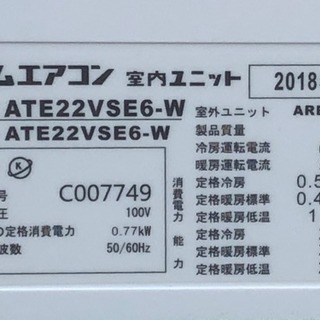 ムエアコン 室内ユニット 2018
ATE22VSE6-W 室外ユニット ARE
ATE22VSE6-W 製品質量
冷房運転電流
暖房運転電流
号 C007749 消費電力 定格冷房 0.5
圧 100V 定格暖房標準 0.4
の定格消費電力 0.77kW 定格暖房低温 1
波数 50/60Hz 能力 定格冷房
定格暖房標準
定格暖房低温